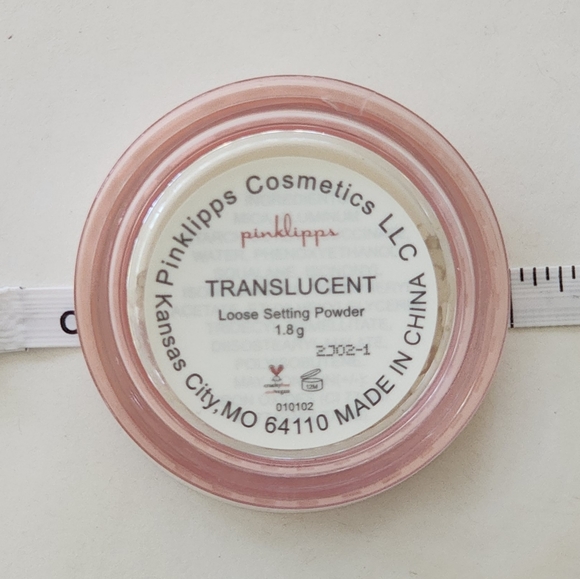 Pinklipps Cosmetics LLC
pinklipps
TRANSLUCENT
Loose Setting Powder
1.8g
2J02-1
12M
010102
Kansas City,MO 64110 MADE IN CHINA